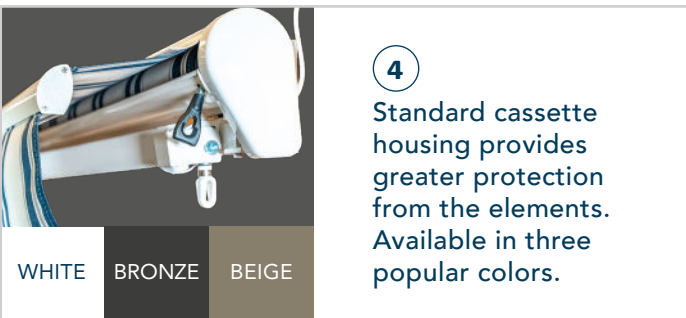 WHITE BRONZE BEIGE
4
Standard cassette
housing provides
greater protection
from the elements.
Available in three
popular colors.